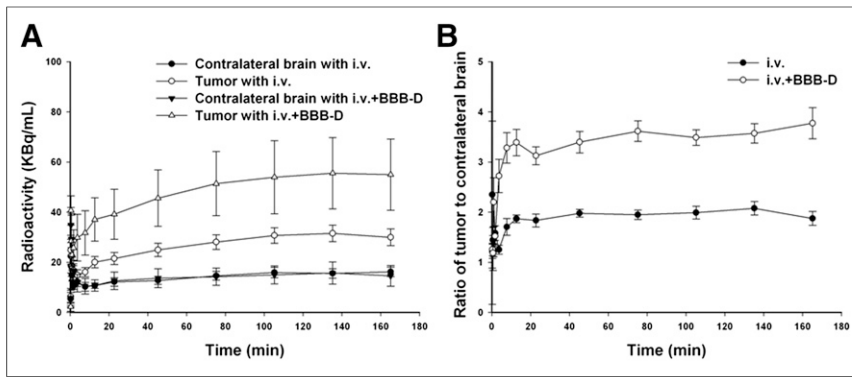 A
Radioactivity (KBq/mL)
100
80
60
40
20
0
Contralateral brain with i.v.
Tumor with i.v.
Contralateral brain with i.v.+BBB-D
Tumor with i.v.+BBB-D
0 20 40 60 80 100 120 140 160 180
Time (min)
B
Ratio of tumor to contralateral brain
5
4
3
2
1
0
i.v.
i.v.+BBB-D
0 20 40 60 80 100 120 140 160 180
Time (min)